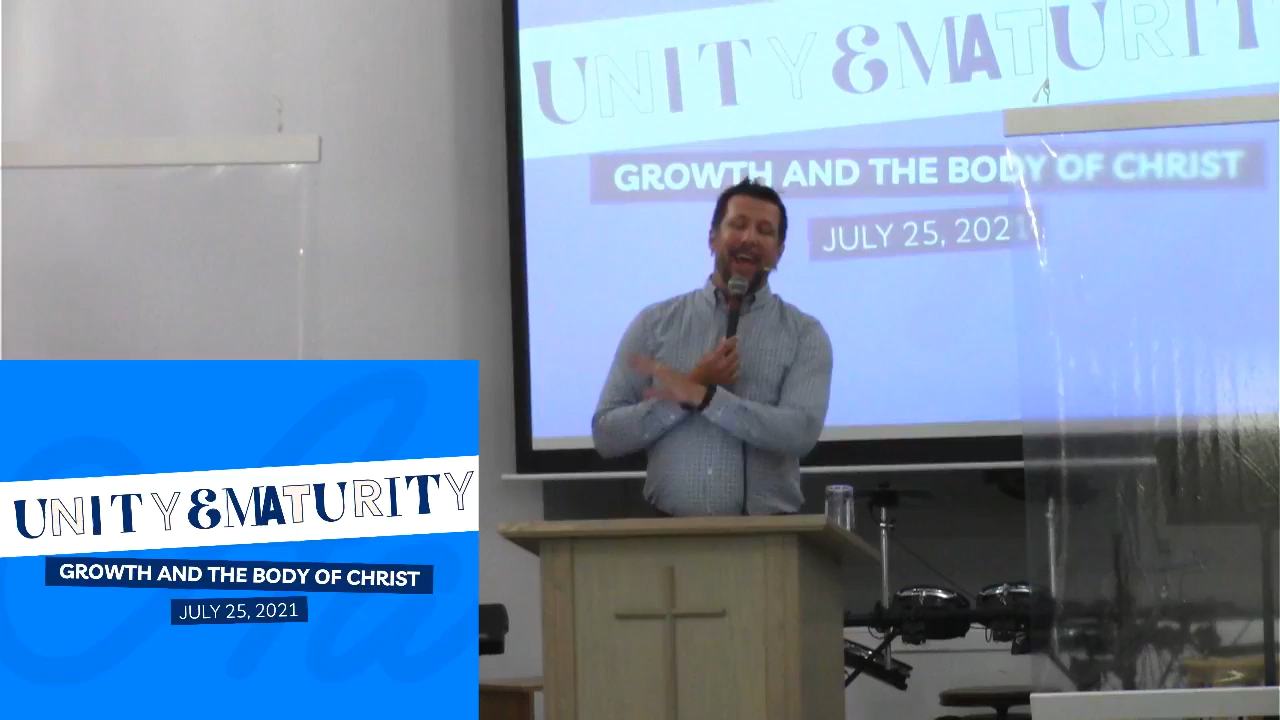 UNITY & MATURIT
GROWTH AND THE BODY OF CHRIST
JULY 25, 2021
UNITY & MATURITY
GROWTH AND THE BODY OF CHRIST
JULY 25, 2021